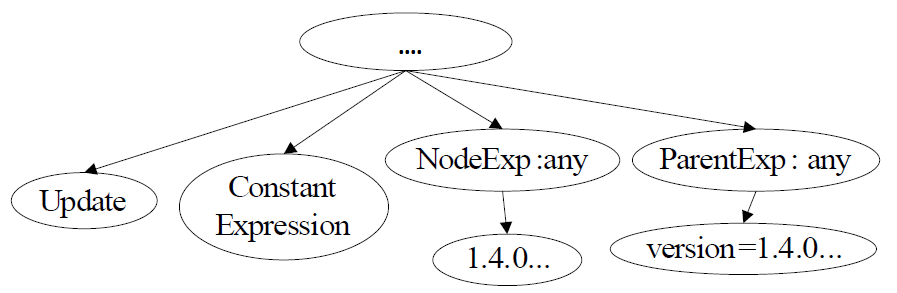 ....
NodeExp :any
ParentExp : any
Update
Constant
Expression
1.4.0...
version=1.4.0...